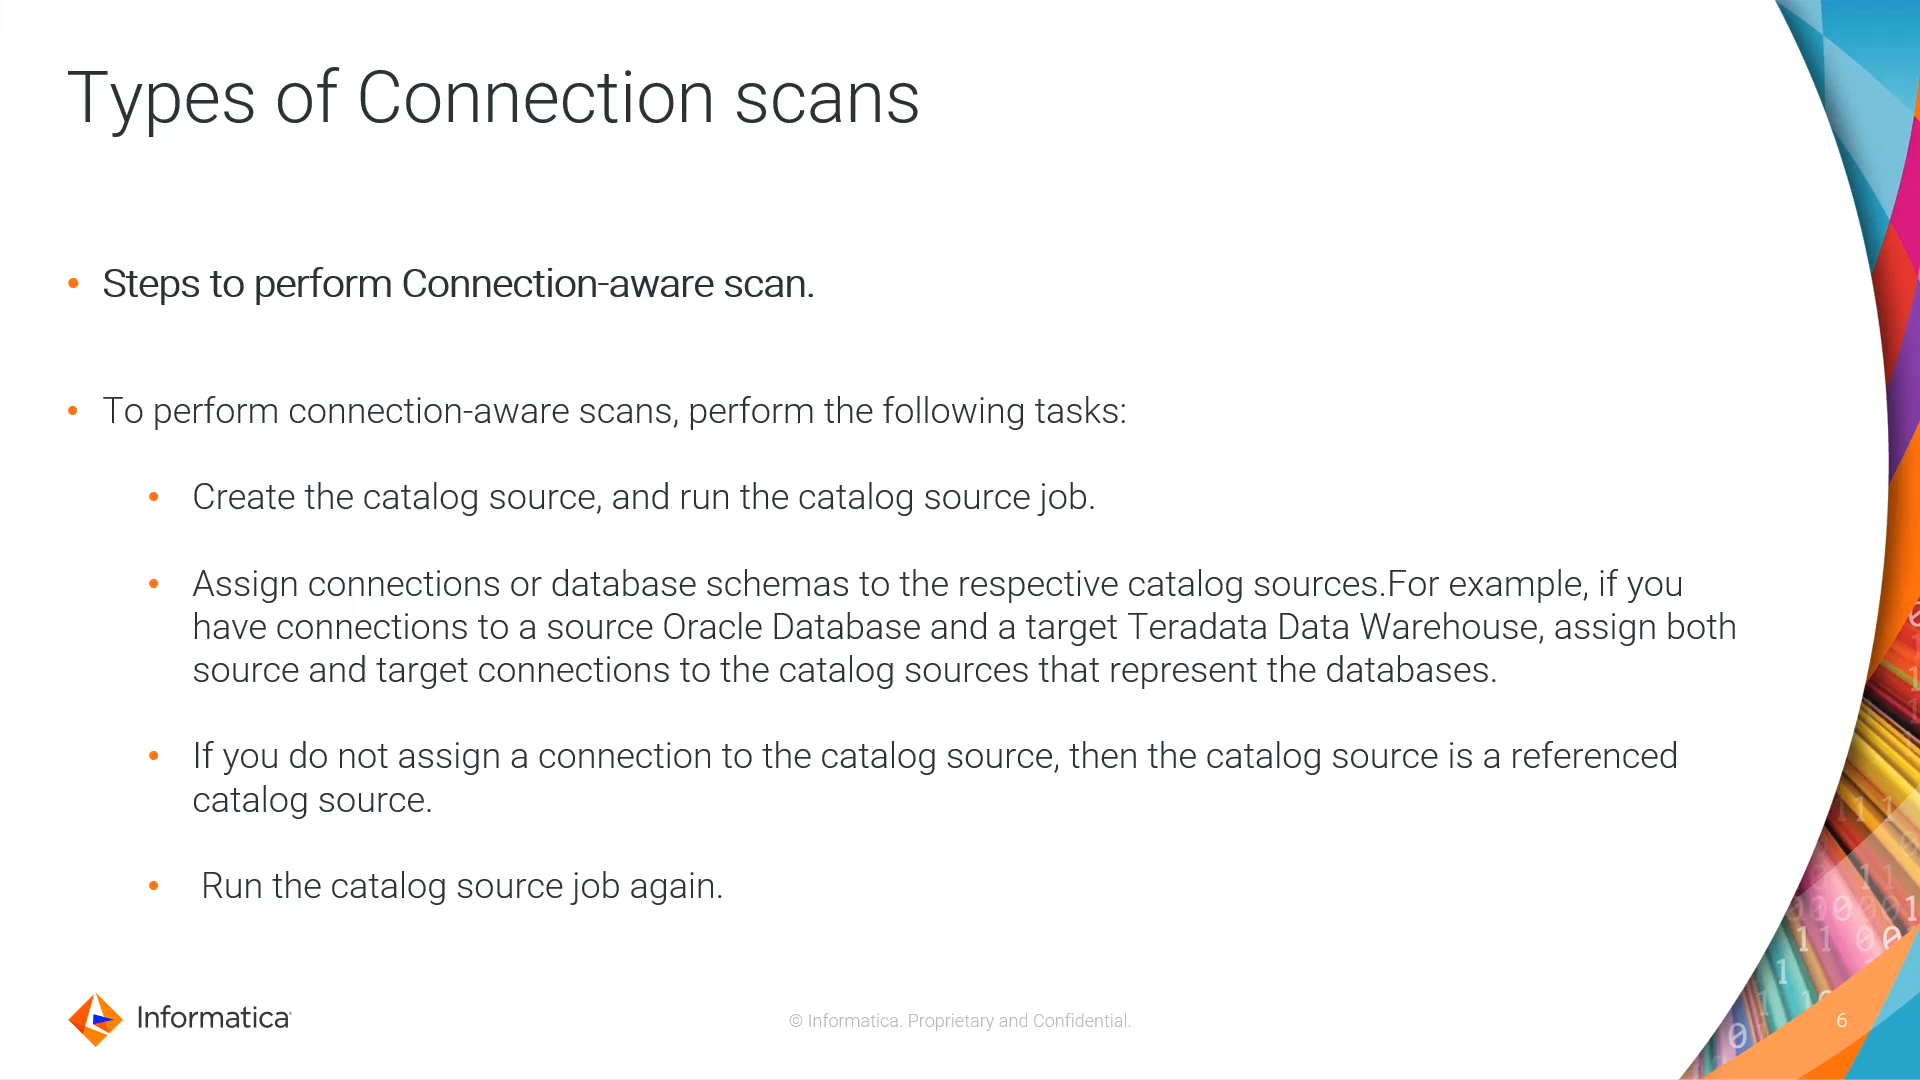 Types of Connection scans
• Steps to perform Connection-aware scan.
• To perform connection-aware scans, perform the following tasks:
• Create the catalog source, and run the catalog source job.
• Assign connections or database schemas to the respective catalog sources.For example, if you
have connections to a source Oracle Database and a target Teradata Data Warehouse, assign both
source and target connections to the catalog sources that represent the databases.
• If you do not assign a connection to the catalog source, then the catalog source is a referenced
catalog source.
• Run the catalog source job again.
Informatica
© Informatica. Proprietary and Confidential.
6